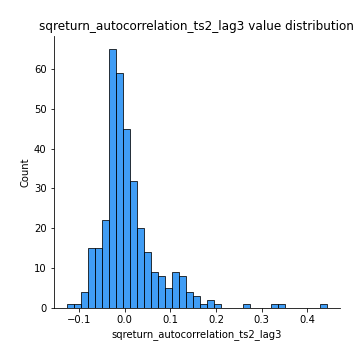 sqreturn_autocorrelation_ts2_lag3 value distribution
60
50
40
30
20
10
0
Count
−0.1 0.0 0.1 0.2 0.3 0.4
sqreturn_autocorrelation_ts2_lag3